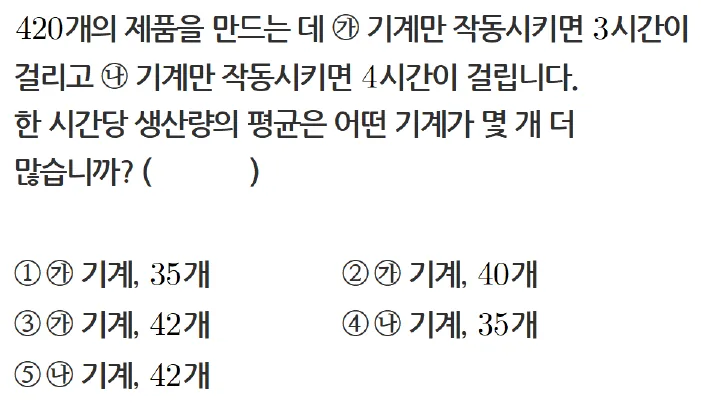 420개의 제품을 만드는 데 ㉮ 기계만 작동시키면 3시간이
걸리고 ㉯ 기계만 작동시키면 4시간이 걸립니다.
한 시간당 생산량의 평균은 어떤 기계가 몇 개 더
많습니까? (          )
① ㉮ 기계, 35개 ② ㉮ 기계, 40개
③ ㉮ 기계, 42개 ④ ㉯ 기계, 35개
⑤ ㉯ 기계, 42개